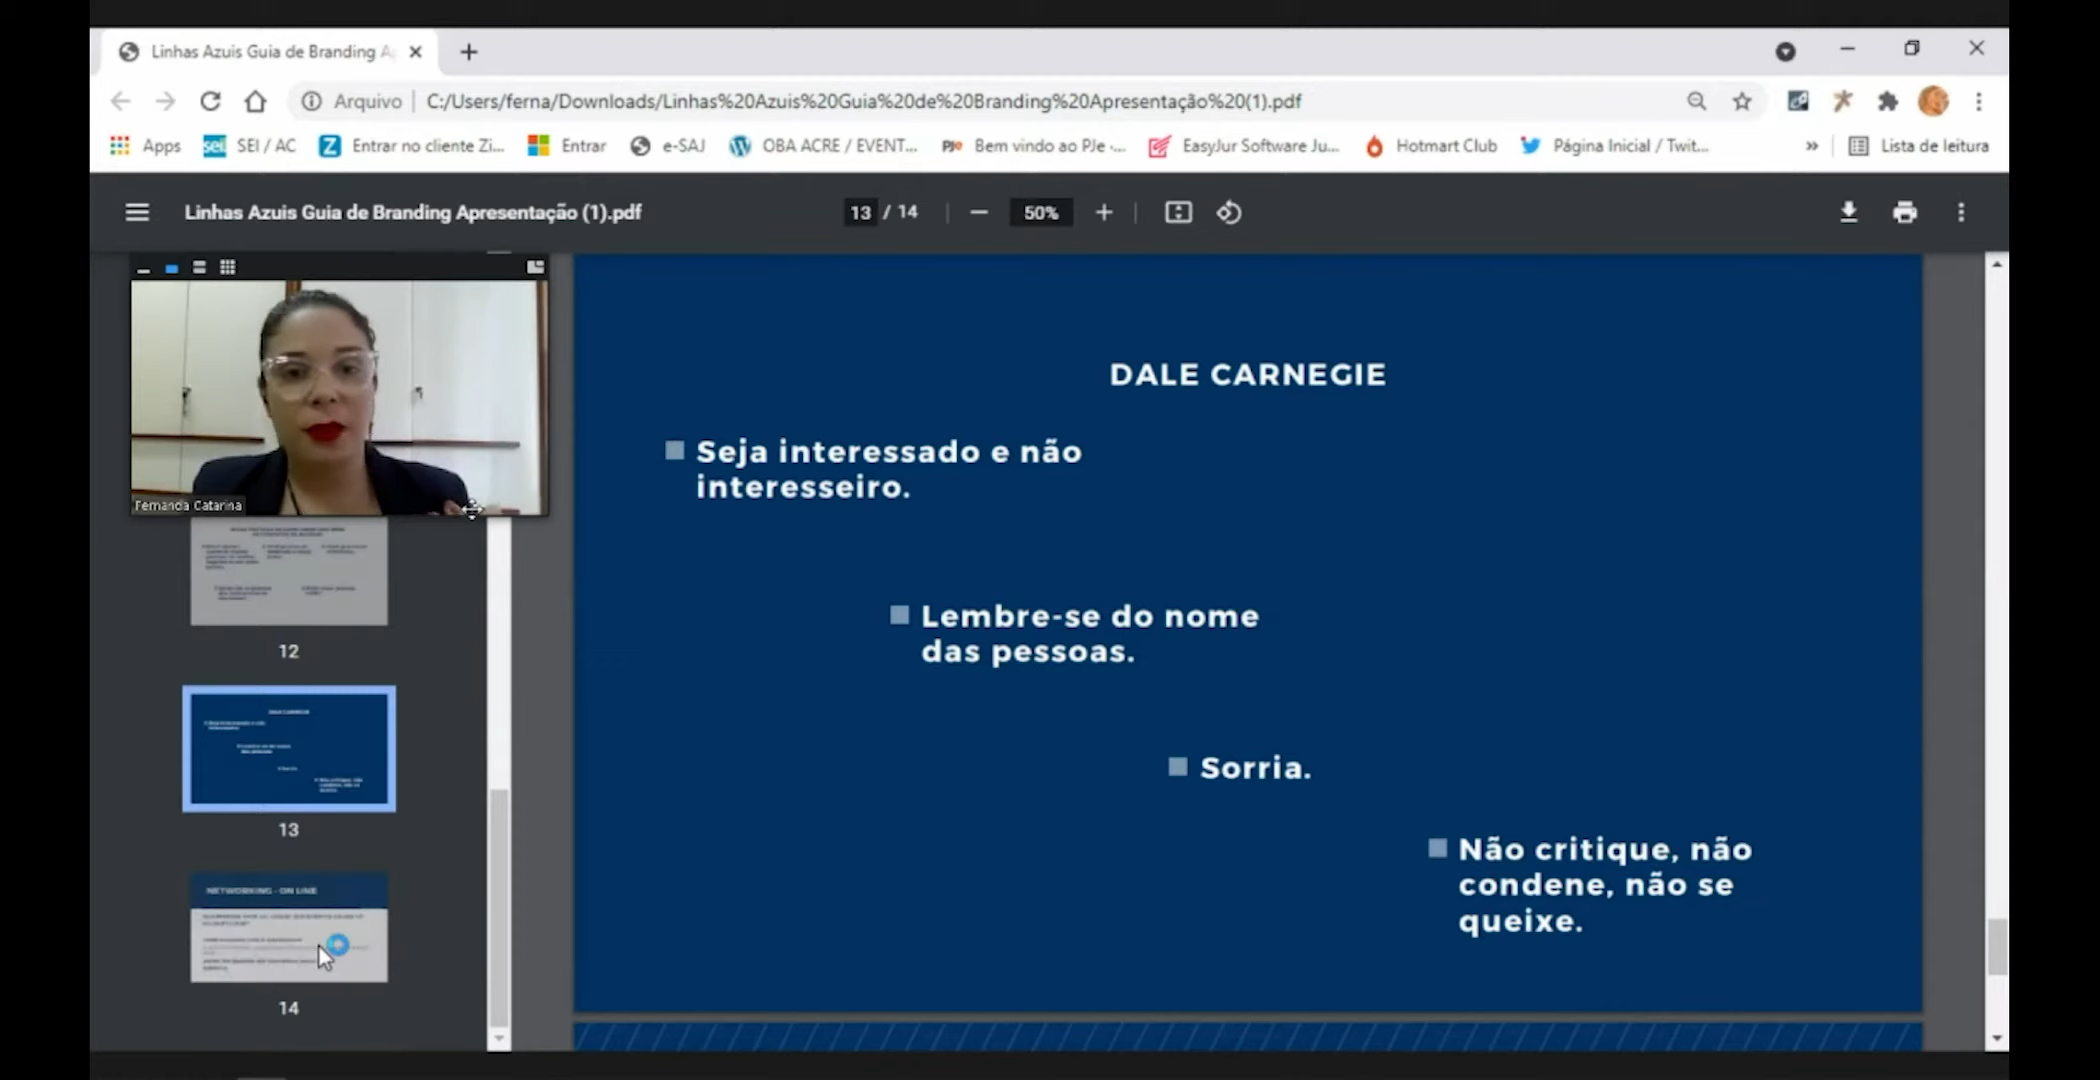 Linhas Azuis Guia de Branding A
Arquivo
C:/Users/ferna/Downloads/Linhas%20Azuis%20Guia%20de%20Branding%20Apresentação%20(1).pdf
Apps
SEI / AC
Entrar no cliente Zi...
Entrar
e-SAJ
OBA ACRE / EVENT...
Bem vindo ao PJe -...
EasyJur Software Ju...
Hotmart Club
Página Inicial / Twit...
»
Lista de leitura
Linhas Azuis Guia de Branding Apresentação (1).pdf
13 / 14
50%
Fernanda Catarina
12
13
NETWORKING - ON LINE
14
DALE CARNEGIE
Seja interessado e não
interesseiro.
Lembre-se do nome
das pessoas.
Sorria.
Não critique, não
condene, não se
queixe.